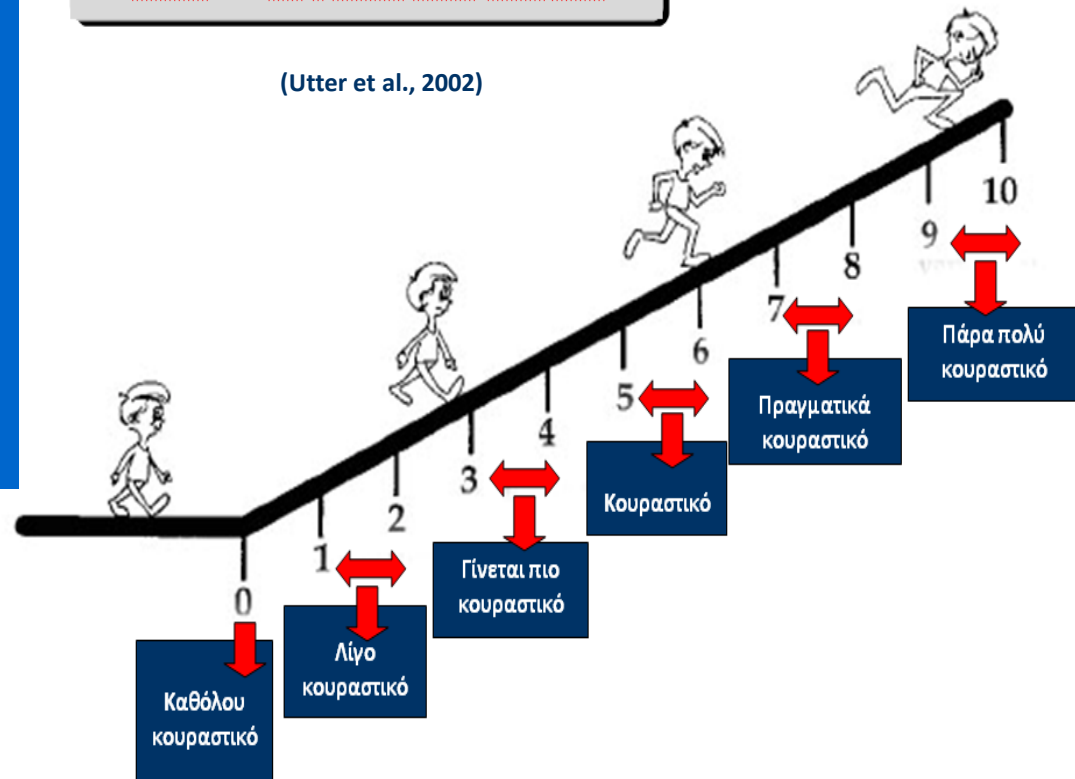 (Utter et al., 2002)
10
9
8
7
6
5
4
3
2
1
0
Πάρα πολύ
κουραστικό
Πραγματικά
κουραστικό
Κουραστικό
Γίνεται πιο
κουραστικό
Λίγο
κουραστικό
Καθόλου
κουραστικό